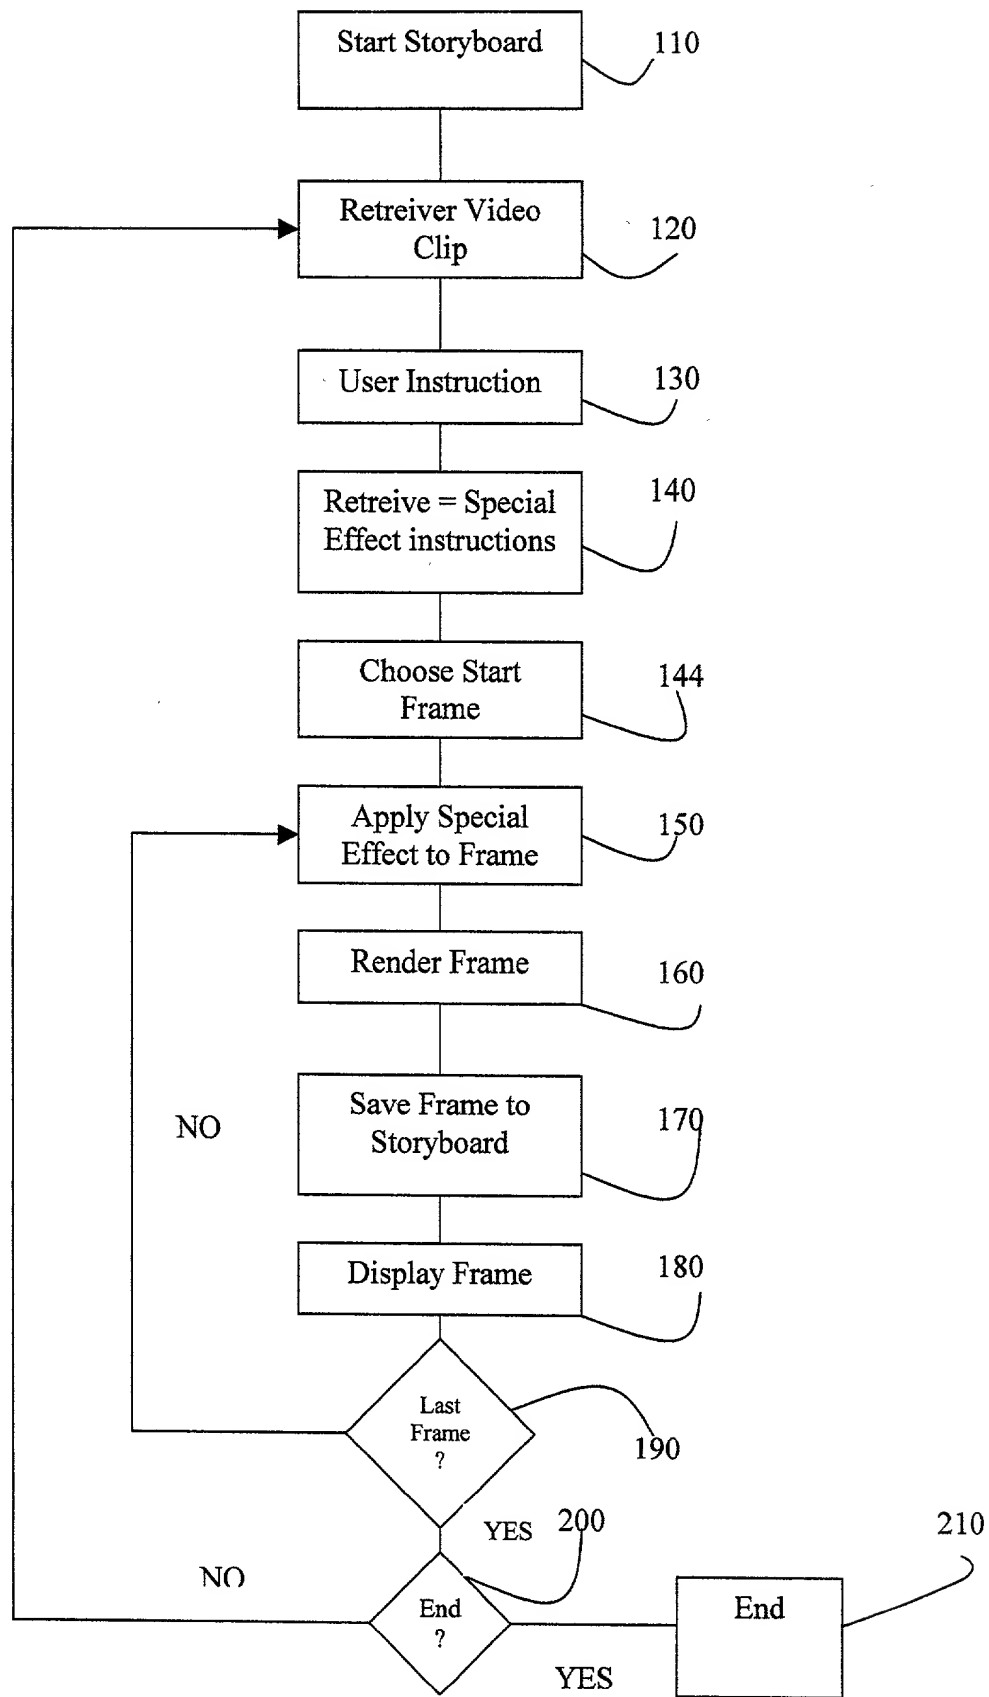 Start Storyboard
110
Retreiver Video
Clip
120
User Instruction
130
Retreive = Special
Effect instructions
140
Choose Start
Frame
144
Apply Special
Effect to Frame
150
Render Frame
160
Save Frame to
Storyboard
170
NO
Display Frame
180
Last
Frame
?
190
YES
200
210
NO
End
?
End
YES